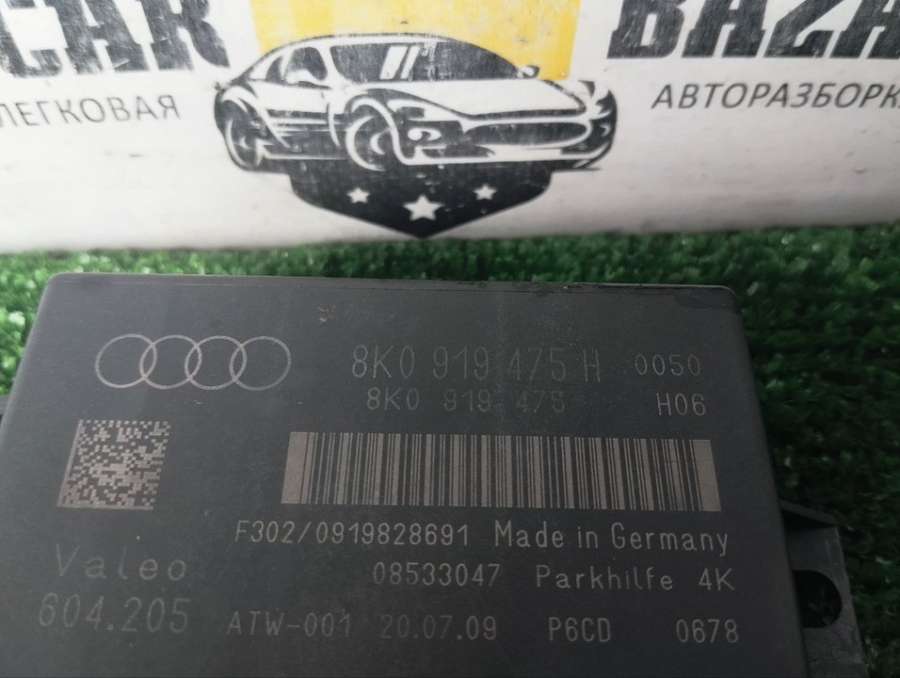 CAR BAZA
ЛЕГКОВАЯ АВТОРАЗБОРК
8K0 919 475 H 0050
8K0 919 475 H06
F302/0919828691 Made in Germany
Valeo 08533047 Parkhilfe 4K
604.205 ATW-001 20.07.09 P6CD 0678